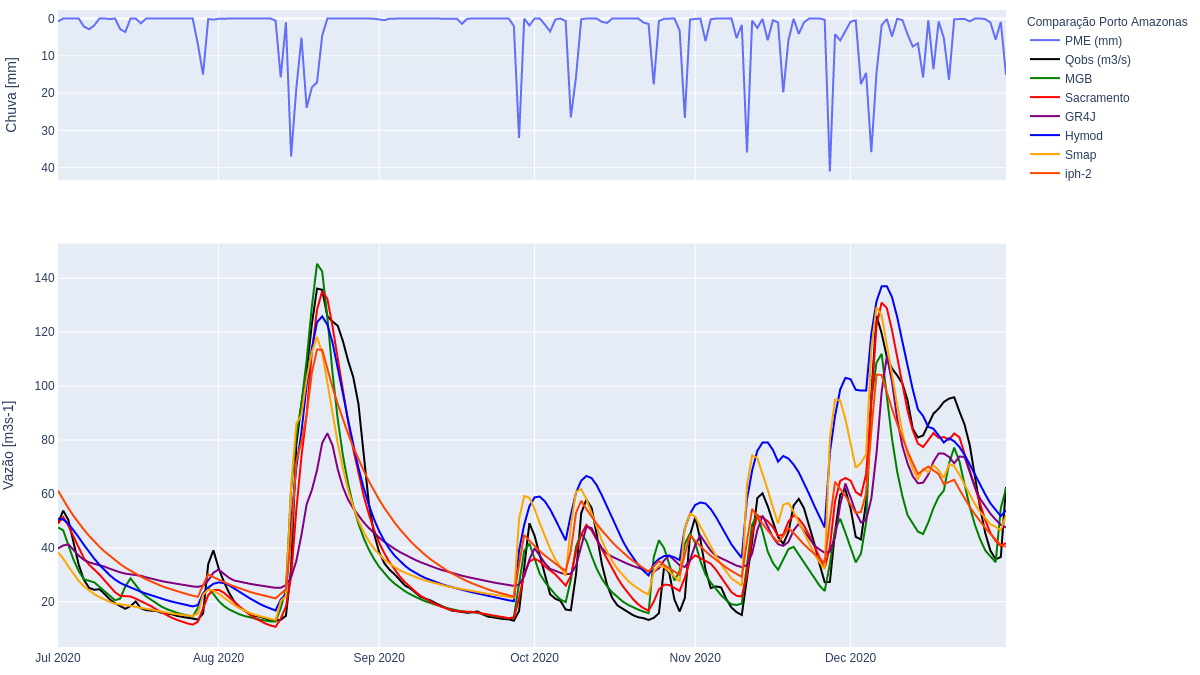 Comparação Porto Amazonas
PME (mm)
Qobs (m3/s)
MGB
Sacramento
GR4J
Hymod
Smap
iph-2
Chuva [mm]
0
10
20
30
40
Vazão [m3s-1]
140
120
100
80
60
40
20
Jul 2020 Aug 2020 Sep 2020 Oct 2020 Nov 2020 Dec 2020